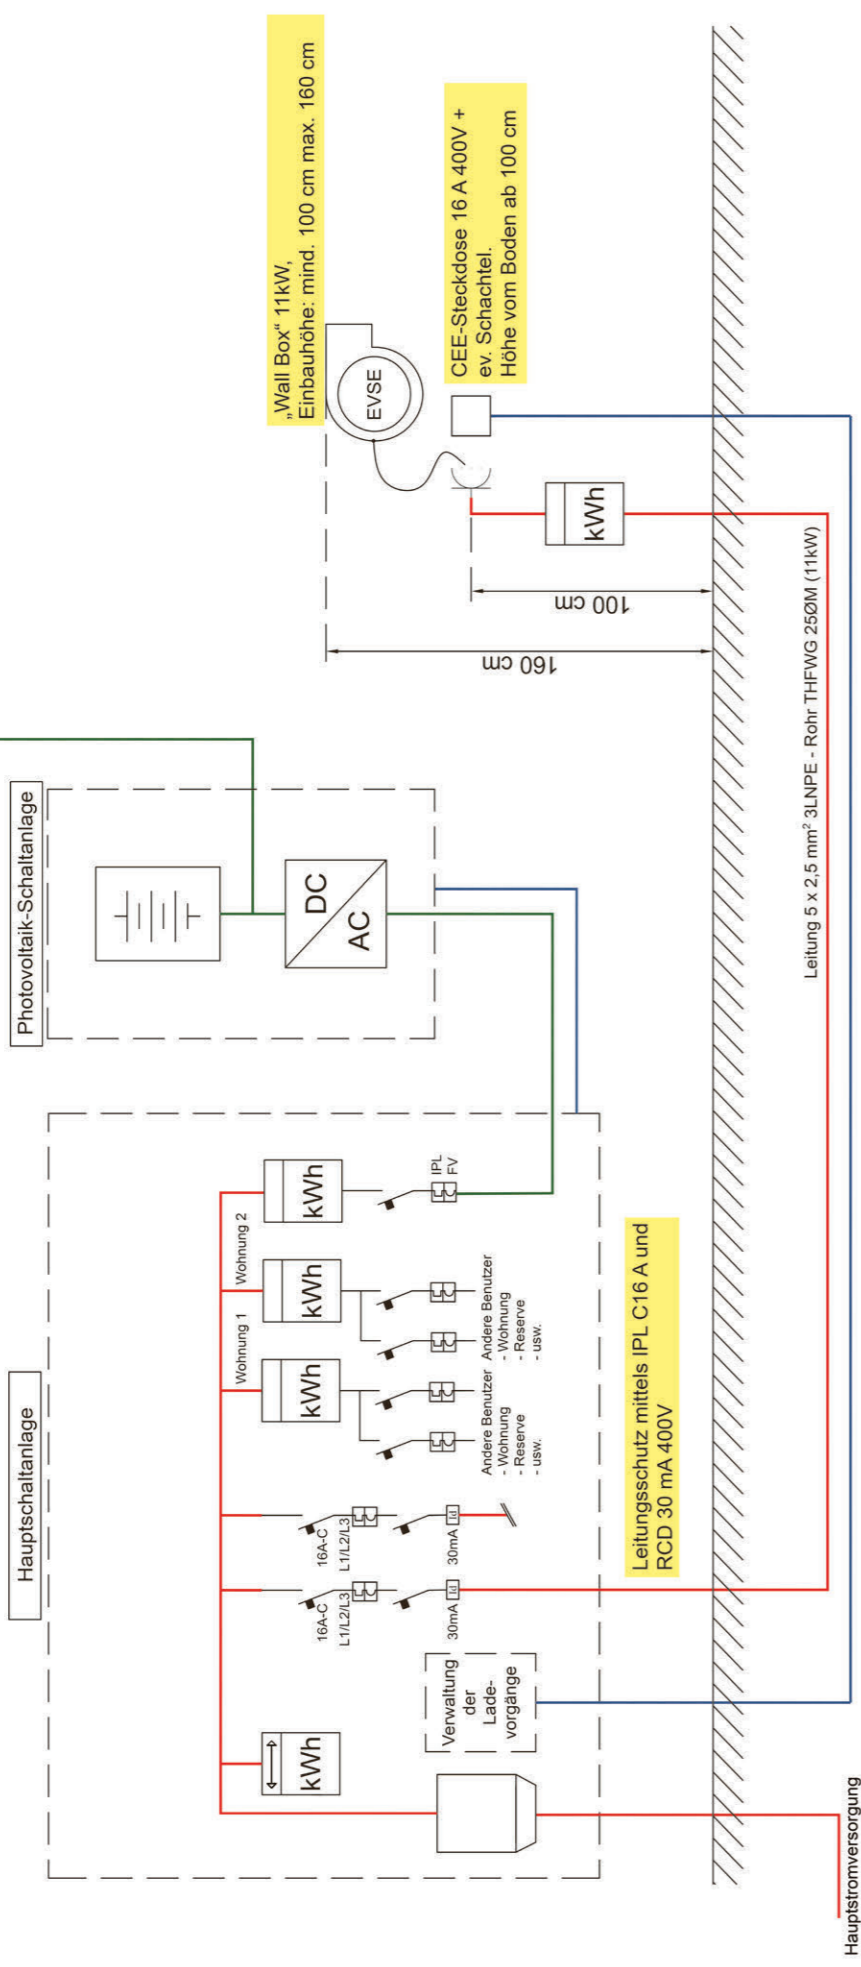 Hauptschaltanlage
Photovoltaik-Schaltanlage
„Wall Box“ 11kW,
Einbauhöhe: mind. 100 cm max. 160 cm
EVSE
CEE-Steckdose 16 A 400V +
ev. Schachtel.
Höhe vom Boden ab 100 cm
kWh
100 cm
160 cm
DC
AC
Wohnung 1
Wohnung 2
kWh
kWh
kWh
kWh
IPL
FV
16A-C
L1/L2/L3
30mA
Id
16A-C
L1/L2/L3
30mA
Id
Andere Benutzer
- Wohnung
- Reserve
- usw.
Andere Benutzer
- Wohnung
- Reserve
- usw.
Verwaltung
der
Lade-
vorgänge
Leitungsschutz mittels IPL C16 A und
RCD 30 mA 400V
Leitung 5 x 2,5 mm² 3LNPE - Rohr THFWG 25ØM (11kW)
Hauptstromversorgung